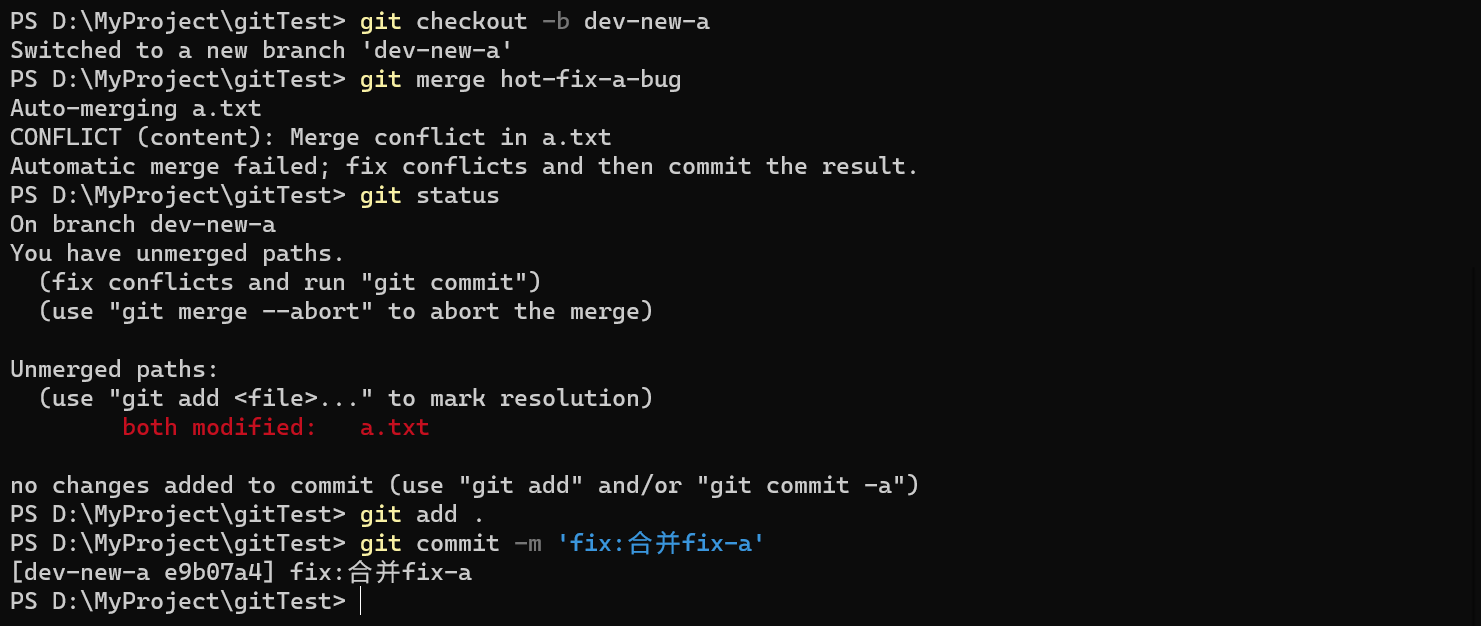 PS D:\MyProject\gitTest> git checkout -b dev-new-a
Switched to a new branch 'dev-new-a'
PS D:\MyProject\gitTest> git merge hot-fix-a-bug
Auto-merging a.txt
CONFLICT (content): Merge conflict in a.txt
Automatic merge failed; fix conflicts and then commit the result.
PS D:\MyProject\gitTest> git status
On branch dev-new-a
You have unmerged paths.
  (fix conflicts and run "git commit")
  (use "git merge --abort" to abort the merge)

Unmerged paths:
  (use "git add <file>..." to mark resolution)
        both modified:   a.txt

no changes added to commit (use "git add" and/or "git commit -a")
PS D:\MyProject\gitTest> git add .
PS D:\MyProject\gitTest> git commit -m 'fix:合并fix-a'
[dev-new-a e9b07a4] fix:合并fix-a
PS D:\MyProject\gitTest>